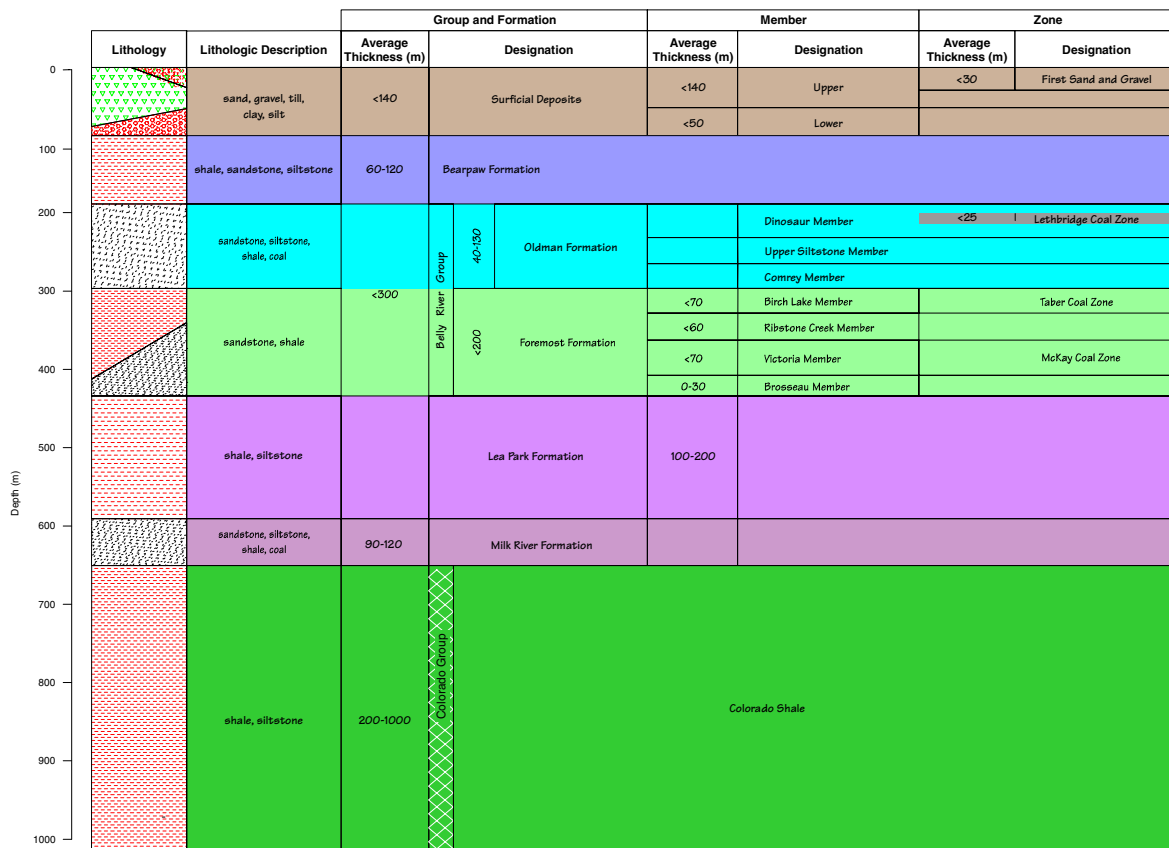 Group and Formation
Member
Zone
Lithology
Lithologic Description
Average
Thickness (m)
Designation
Average
Thickness (m)
Designation
Average
Thickness (m)
Designation
0
sand, gravel, till,
clay, silt
<140
Surficial Deposits
<140
Upper
<30
First Sand and Gravel
<50
Lower
100
shale, sandstone, siltstone
60-120
Bearpaw Formation
200
sandstone, siltstone,
shale, coal
<300
Belly River Group
40-130
Oldman Formation
Dinosaur Member
<25
Lethbridge Coal Zone
Upper Siltstone Member
Comrey Member
300
sandstone, shale
<200
Foremost Formation
<70
Birch Lake Member
Taber Coal Zone
<60
Ribstone Creek Member
<70
Victoria Member
McKay Coal Zone
0-30
Brosseau Member
400
500
shale, siltstone
Lea Park Formation
100-200
Depth (m)
600
sandstone, siltstone,
shale, coal
90-120
Milk River Formation
700
800
shale, siltstone
200-1000
Colorado Group
Colorado Shale
900
1000